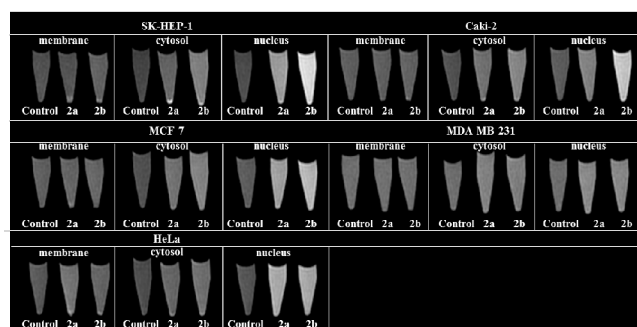 SK-HEP-1 Caki-2
membrane cytosol nucleus membrane cytosol nucleus
Control 2a 2b Control 2a 2b Control 2a 2b Control 2a 2b Control 2a 2b Control 2a 2b
MCF 7 MDA MB 231
membrane cytosol nucleus membrane cytosol nucleus
Control 2a 2b Control 2a 2b Control 2a 2b Control 2a 2b Control 2a 2b Control 2a 2b
HeLa
membrane cytosol nucleus
Control 2a 2b Control 2a 2b Control 2a 2b